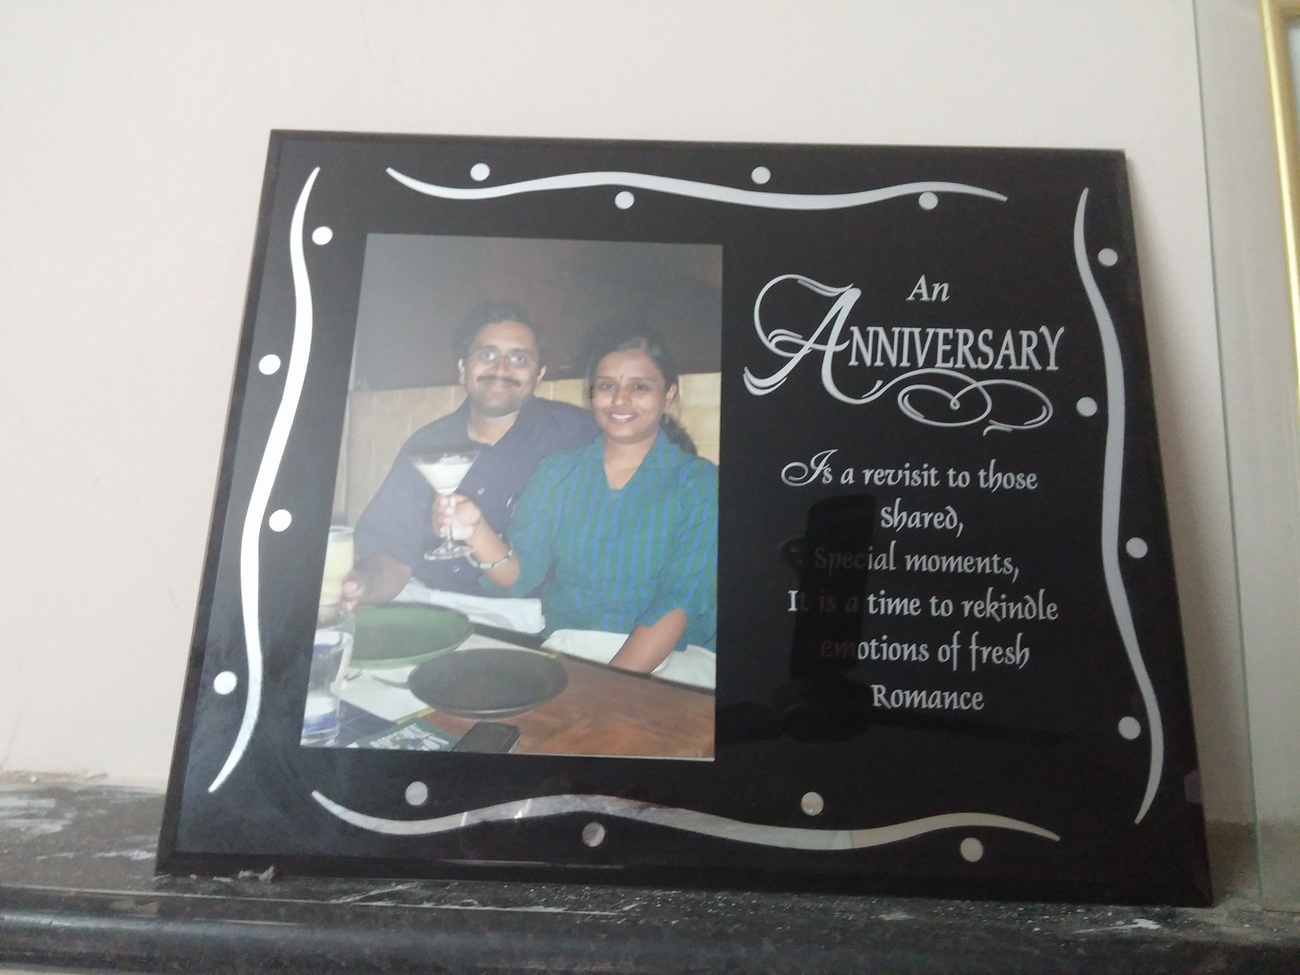 An
ANNIVERSARY
Is a revisit to those
Shared,
Special moments,
It is a time to rekindle
emotions of fresh
Romance